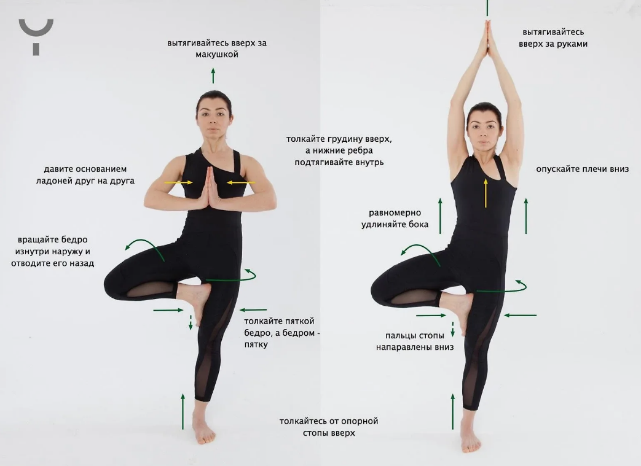 вытягивайтесь вверх за
макушкой
давите основанием
ладоней друг на друга
вращайте бедро
изнутри наружу и
отводите его назад
толкайте пяткой
бедро, а бедром -
пятку
толкайте грудину вверх,
а нижние ребра
подтягивайте внутрь
толкайтесь от опорной
стопы вверх
вытягивайтесь
вверх за руками
опускайте плечи вниз
равномерно
удлиняйте бока
пальцы стопы
напаравлены вниз